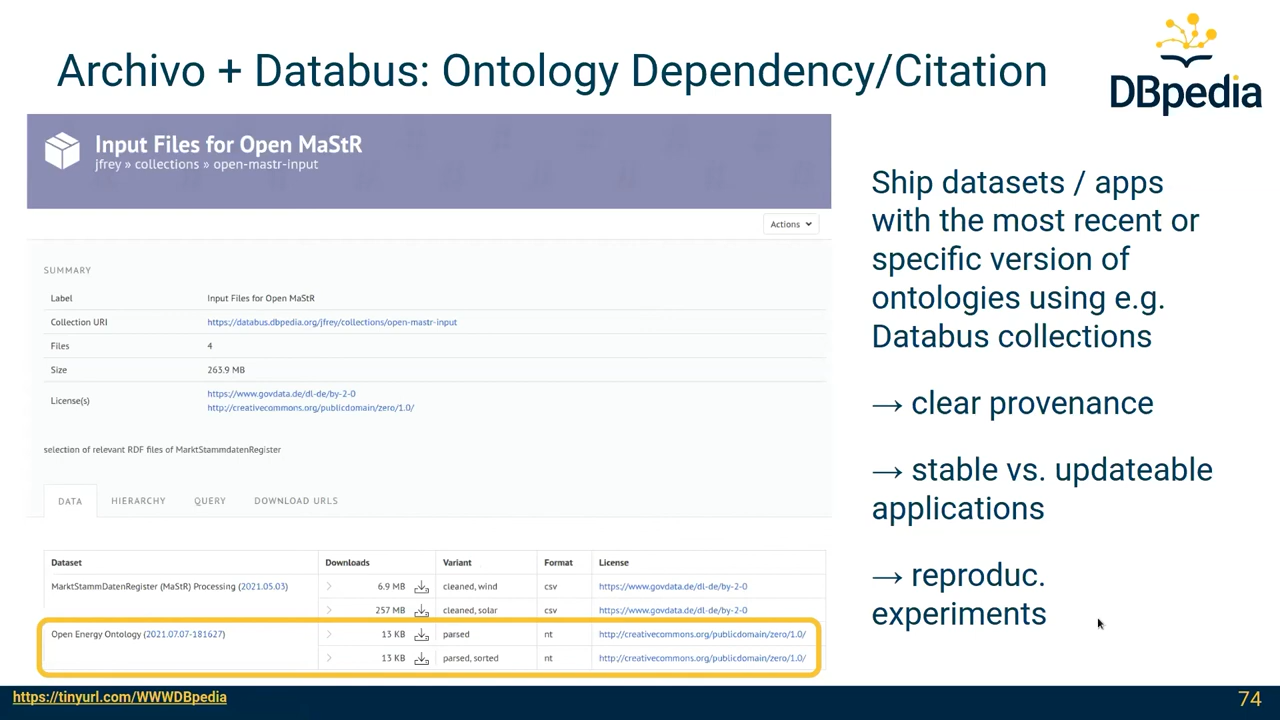 Archivo + Databus: Ontology Dependency/Citation
DBpedia
Input Files for Open MaStR
jfrey » collections » open-mastr-input
Actions
SUMMARY
Label Input Files for Open MaStR
Collection URI https://databus.dbpedia.org/jfrey/collections/open-mastr-input
Files 4
Size 263.9 MB
License(s) https://www.govdata.de/dl-de/by-2-0
http://creativecommons.org/publicdomain/zero/1.0/
selection of relevant RDF files of MarktStammdatenRegister
DATA HIERARCHY QUERY DOWNLOAD URLS
Dataset Downloads Variant Format License
MarktStammDatenRegister (MaStR) Processing (2021.05.03) 6.9 MB cleaned, wind csv https://www.govdata.de/dl-de/by-2-0
257 MB cleaned, solar csv https://www.govdata.de/dl-de/by-2-0
Open Energy Ontology (2021.07.07-181627) 13 KB parsed nt http://creativecommons.org/publicdomain/zero/1.0/
13 KB parsed, sorted nt http://creativecommons.org/publicdomain/zero/1.0/
Ship datasets / apps
with the most recent or
specific version of
ontologies using e.g.
Databus collections
→ clear provenance
→ stable vs. updateable
applications
→ reproduc.
experiments
https://tinyurl.com/WWWDBpedia
74